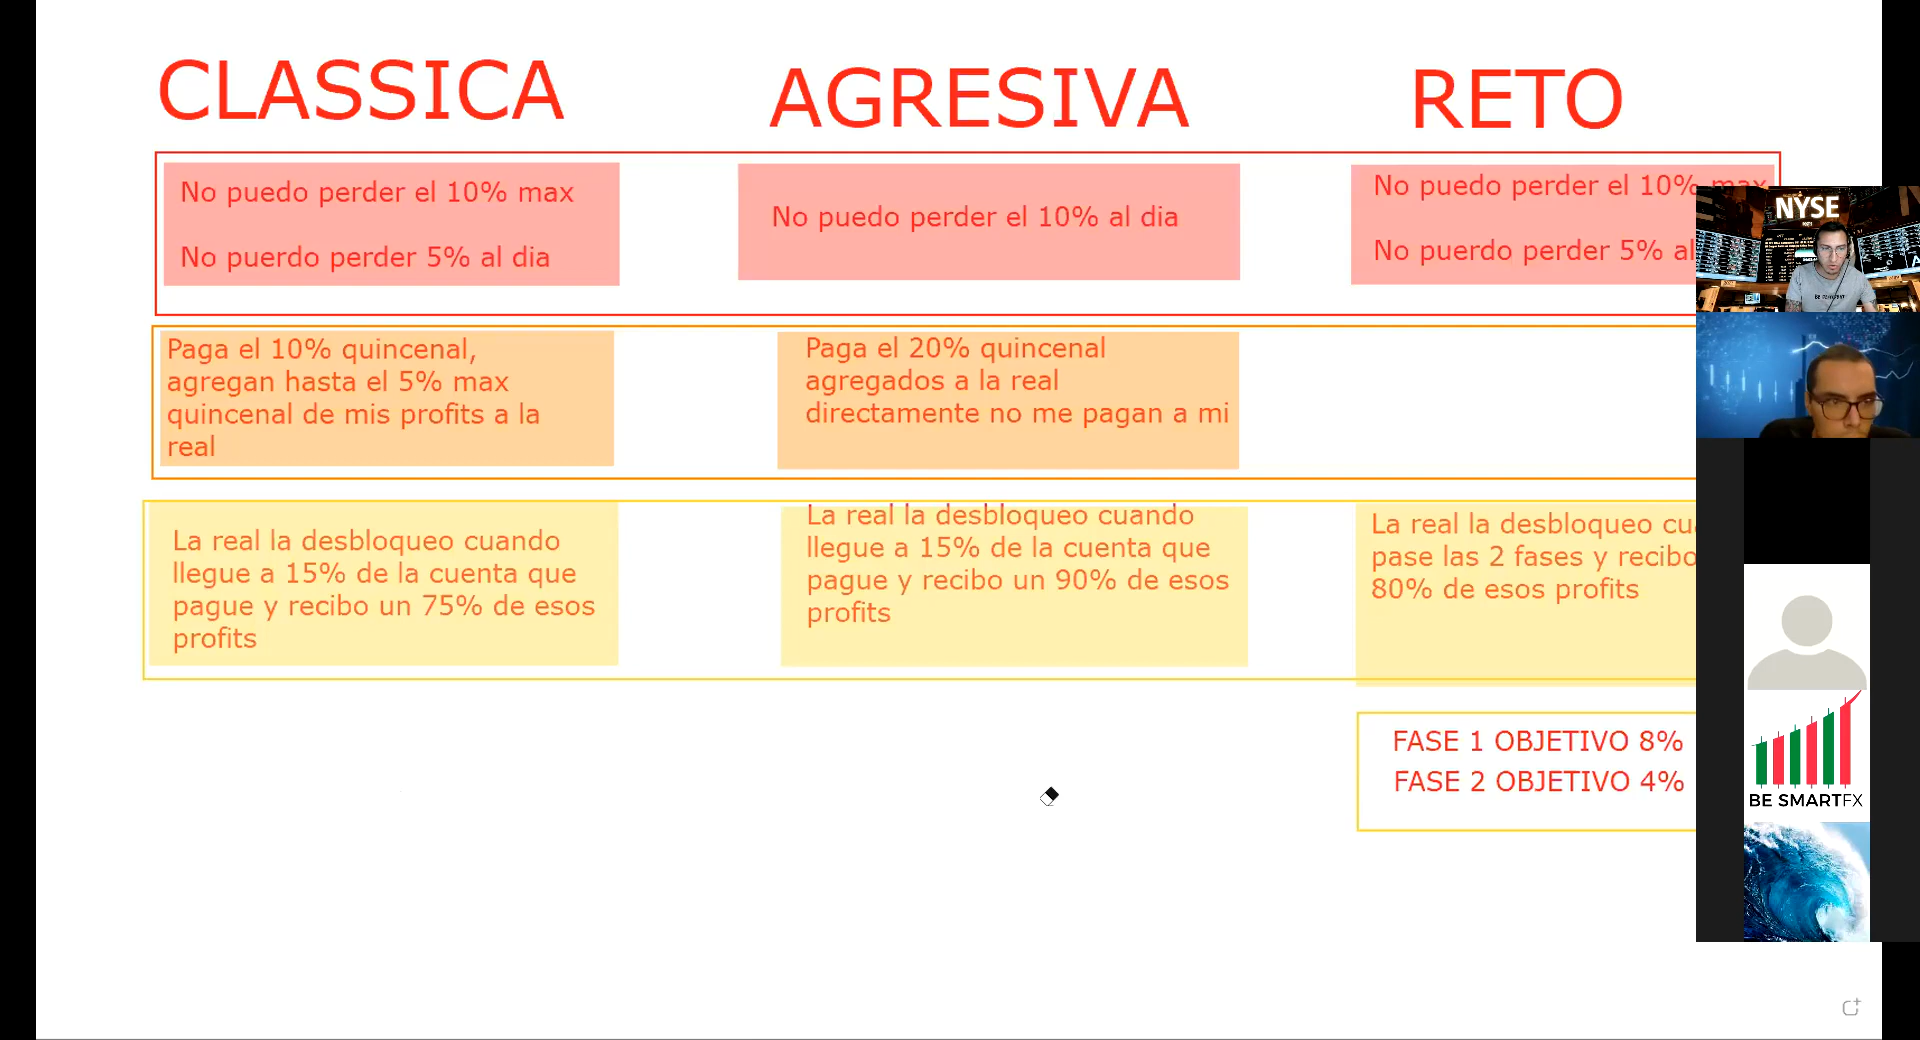 CLASSICA
AGRESIVA
RETO
No puedo perder el 10% max
No puerdo perder 5% al dia
No puedo perder el 10% al dia
No puedo perder el 10% max
No puerdo perder 5% al
Paga el 10% quincenal,
agregan hasta el 5% max
quincenal de mis profits a la
real
Paga el 20% quincenal
agregados a la real
directamente no me pagan a mi
La real la desbloqueo cuando
llegue a 15% de la cuenta que
pague y recibo un 75% de esos
profits
La real la desbloqueo cuando
llegue a 15% de la cuenta que
pague y recibo un 90% de esos
profits
La real la desbloqueo
pase las 2 fases y recibo
80% de esos profits
FASE 1 OBJETIVO 8%
FASE 2 OBJETIVO 4%
NYSE
BE SMARTFX